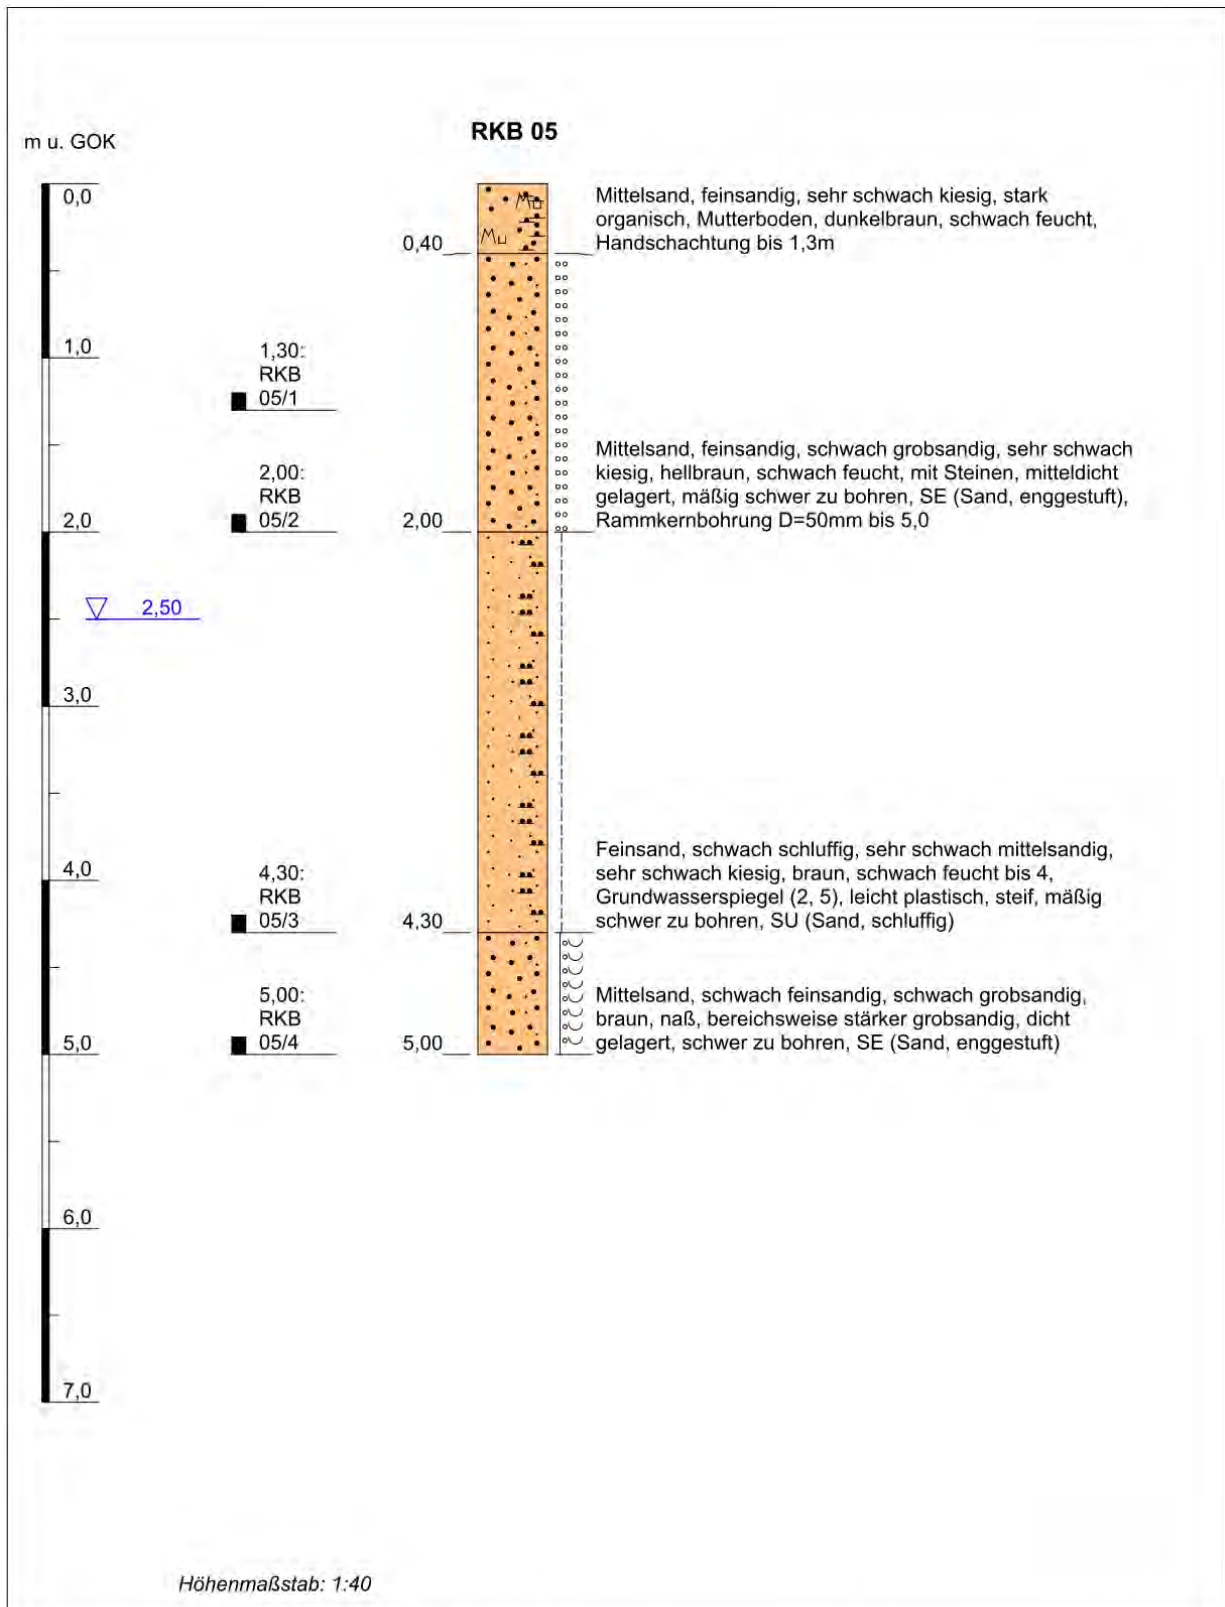 RKB 05
m u. GOK
0,0
Mu
Mu
Mittelsand, feinsandig, sehr schwach kiesig, stark
organisch, Mutterboden, dunkelbraun, schwach feucht,
Handschachtung bis 1,3m
0,40
1,0
1,30:
RKB
05/1
Mittelsand, feinsandig, schwach grobsandig, sehr schwach
kiesig, hellbraun, schwach feucht, mit Steinen, mitteldicht
gelagert, mäßig schwer zu bohren, SE (Sand, enggestuft),
Rammkernbohrung D=50mm bis 5,0
2,00:
RKB
05/2
2,0
2,00
2,50
3,0
4,0
Feinsand, schwach schluffig, sehr schwach mittelsandig,
sehr schwach kiesig, braun, schwach feucht bis 4,
Grundwasserspiegel (2, 5), leicht plastisch, steif, mäßig
schwer zu bohren, SU (Sand, schluffig)
4,30:
RKB
05/3
4,30
5,00:
RKB
05/4
Mittelsand, schwach feinsandig, schwach grobsandig,
braun, naß, bereichsweise stärker grobsandig, dicht
gelagert, schwer zu bohren, SE (Sand, enggestuft)
5,0
5,00
6,0
7,0
Höhenmaßstab: 1:40